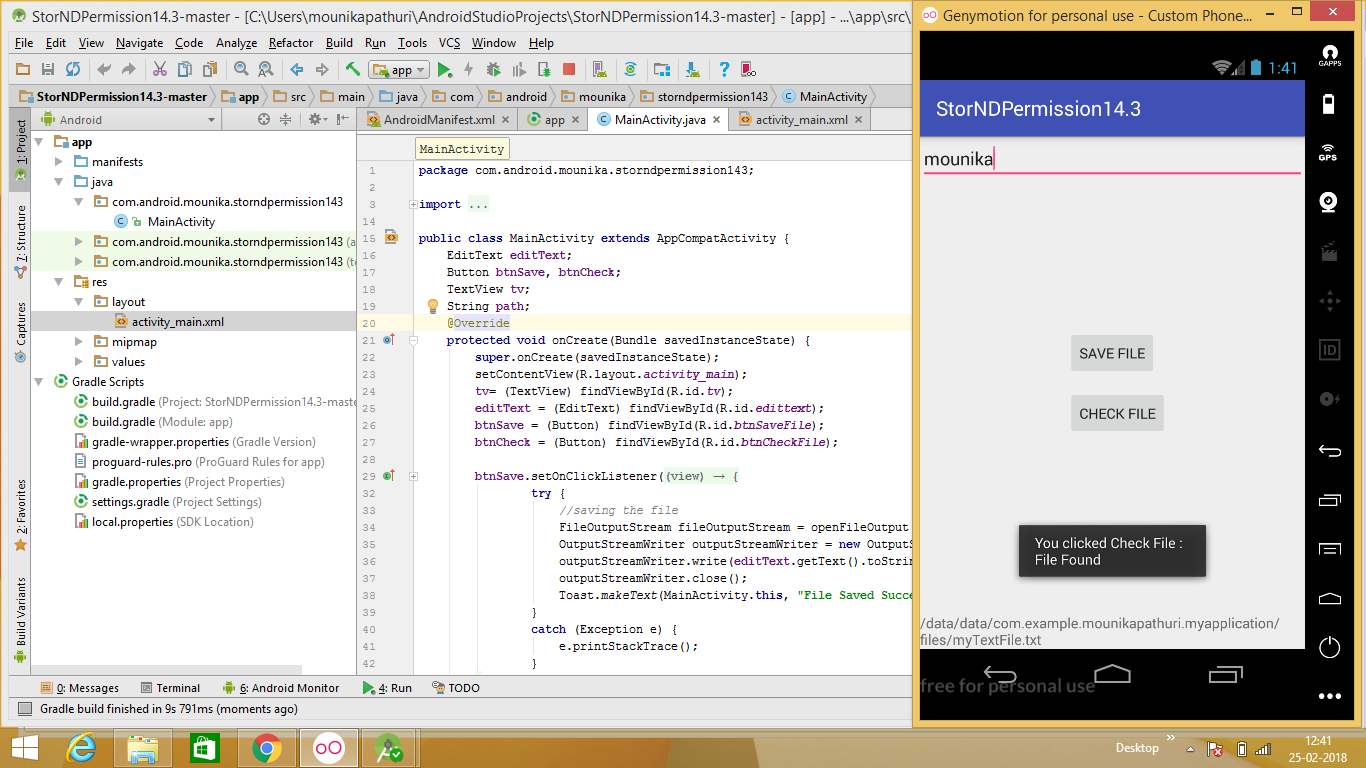 StorNDPermission14.3-master - [C:\Users\mounikapathuri\AndroidStudioProjects\StorNDPermission14.3-master] - [app] - ...\app\src\
File Edit View Navigate Code Analyze Refactor Build Run Tools VCS Window Help
app
StorNDPermission14.3-master app src main java com android mounika storndpermission143 MainActivity
Android
AndroidManifest.xml app MainActivity.java activity_main.xml
1: Project
Z: Structure
Captures
2: Favorites
Build Variants
app
manifests
java
com.android.mounika.storndpermission143
MainActivity
com.android.mounika.storndpermission143 (a
com.android.mounika.storndpermission143 (t
res
layout
activity_main.xml
mipmap
values
Gradle Scripts
build.gradle (Project: StorNDPermission14.3-maste
build.gradle (Module: app)
gradle-wrapper.properties (Gradle Version)
proguard-rules.pro (ProGuard Rules for app)
gradle.properties (Project Properties)
settings.gradle (Project Settings)
local.properties (SDK Location)
MainActivity
1 package com.android.mounika.storndpermission143;
2
3 import ...
14
15 public class MainActivity extends AppCompatActivity {
16 EditText editText;
17 Button btnSave, btnCheck;
18 TextView tv;
19 String path;
20 @Override
21 protected void onCreate(Bundle savedInstanceState) {
22 super.onCreate(savedInstanceState);
23 setContentView(R.layout.activity_main);
24 tv= (TextView) findViewById(R.id.tv);
25 editText = (EditText) findViewById(R.id.edittext);
26 btnSave = (Button) findViewById(R.id.btnSaveFile);
27 btnCheck = (Button) findViewById(R.id.btnCheckFile);
28
29 btnSave.setOnClickListener((view) → {
32 try {
33 //saving the file
34 FileOutputStream fileOutputStream = openFileOutput
35 OutputStreamWriter outputStreamWriter = new OutputS
36 outputStreamWriter.write(editText.getText().toStrin
37 outputStreamWriter.close();
38 Toast.makeText(MainActivity.this, "File Saved Succe
39 }
40 catch (Exception e) {
41 e.printStackTrace();
42 }
0: Messages Terminal 6: Android Monitor 4: Run TODO
Gradle build finished in 9s 791ms (moments ago)
Genymotion for personal use - Custom Phone...
1:41
StorNDPermission14.3
mounika
SAVE FILE
CHECK FILE
You clicked Check File :
File Found
/data/data/com.example.mounikapathuri.myapplication/
files/myTextFile.txt
free for personal use
GAPPS
GPS
ID
Desktop
12:41
25-02-2018